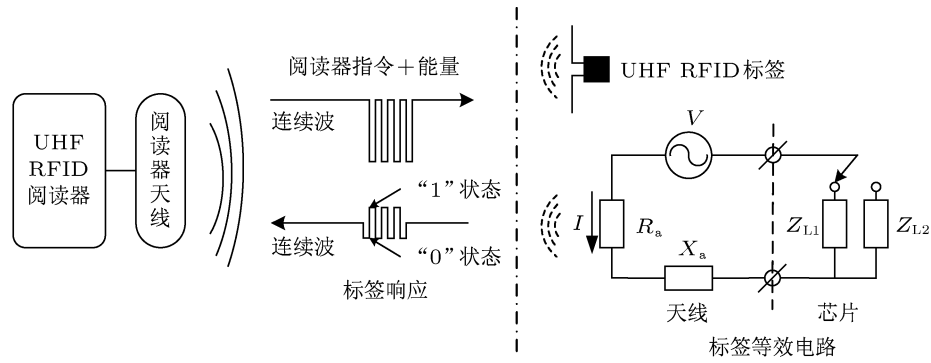 UHF
RFID
阅读器
阅读器天线
阅读器指令＋能量
连续波
“1”状态
连续波
“0”状态
标签响应
UHF RFID标签
V
I
Ra
Xa
天线
ZL1
ZL2
芯片
标签等效电路